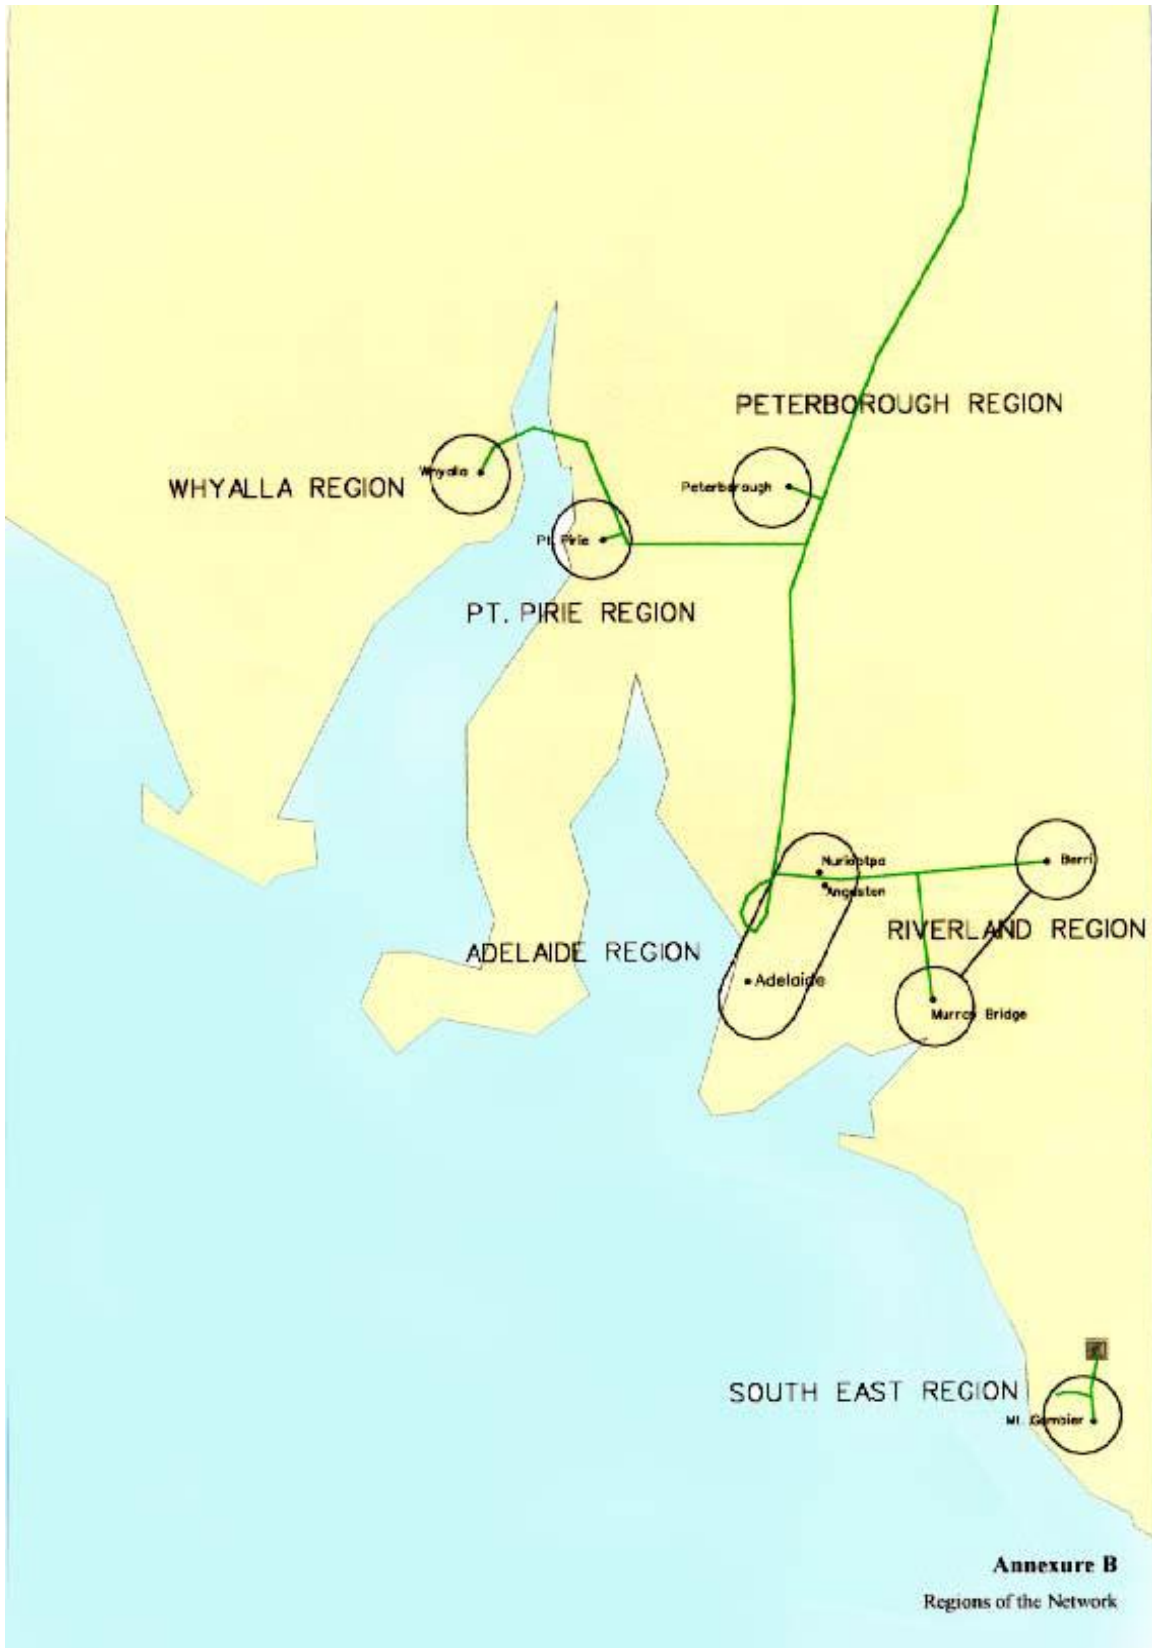 PETERBOROUGH REGION
Whyalla
WHYALLA REGION
Peterborough
Pt. Pirie
PT. PIRIE REGION
Nuriootpa
Berri
Angaston
RIVERLAND REGION
ADELAIDE REGION
Adelaide
Murray Bridge
SOUTH EAST REGION
Mt. Gambier
Annexure B
Regions of the Network